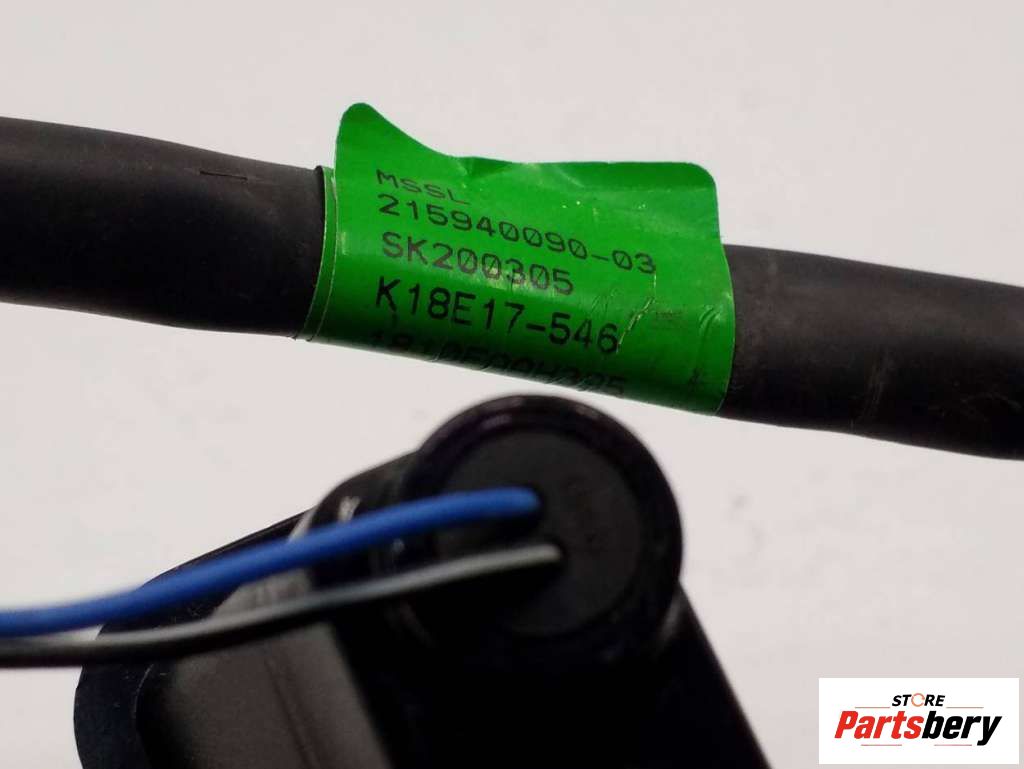 MSSL
215940090-03
SK200305
K18E17-546
STORE
Partsbery